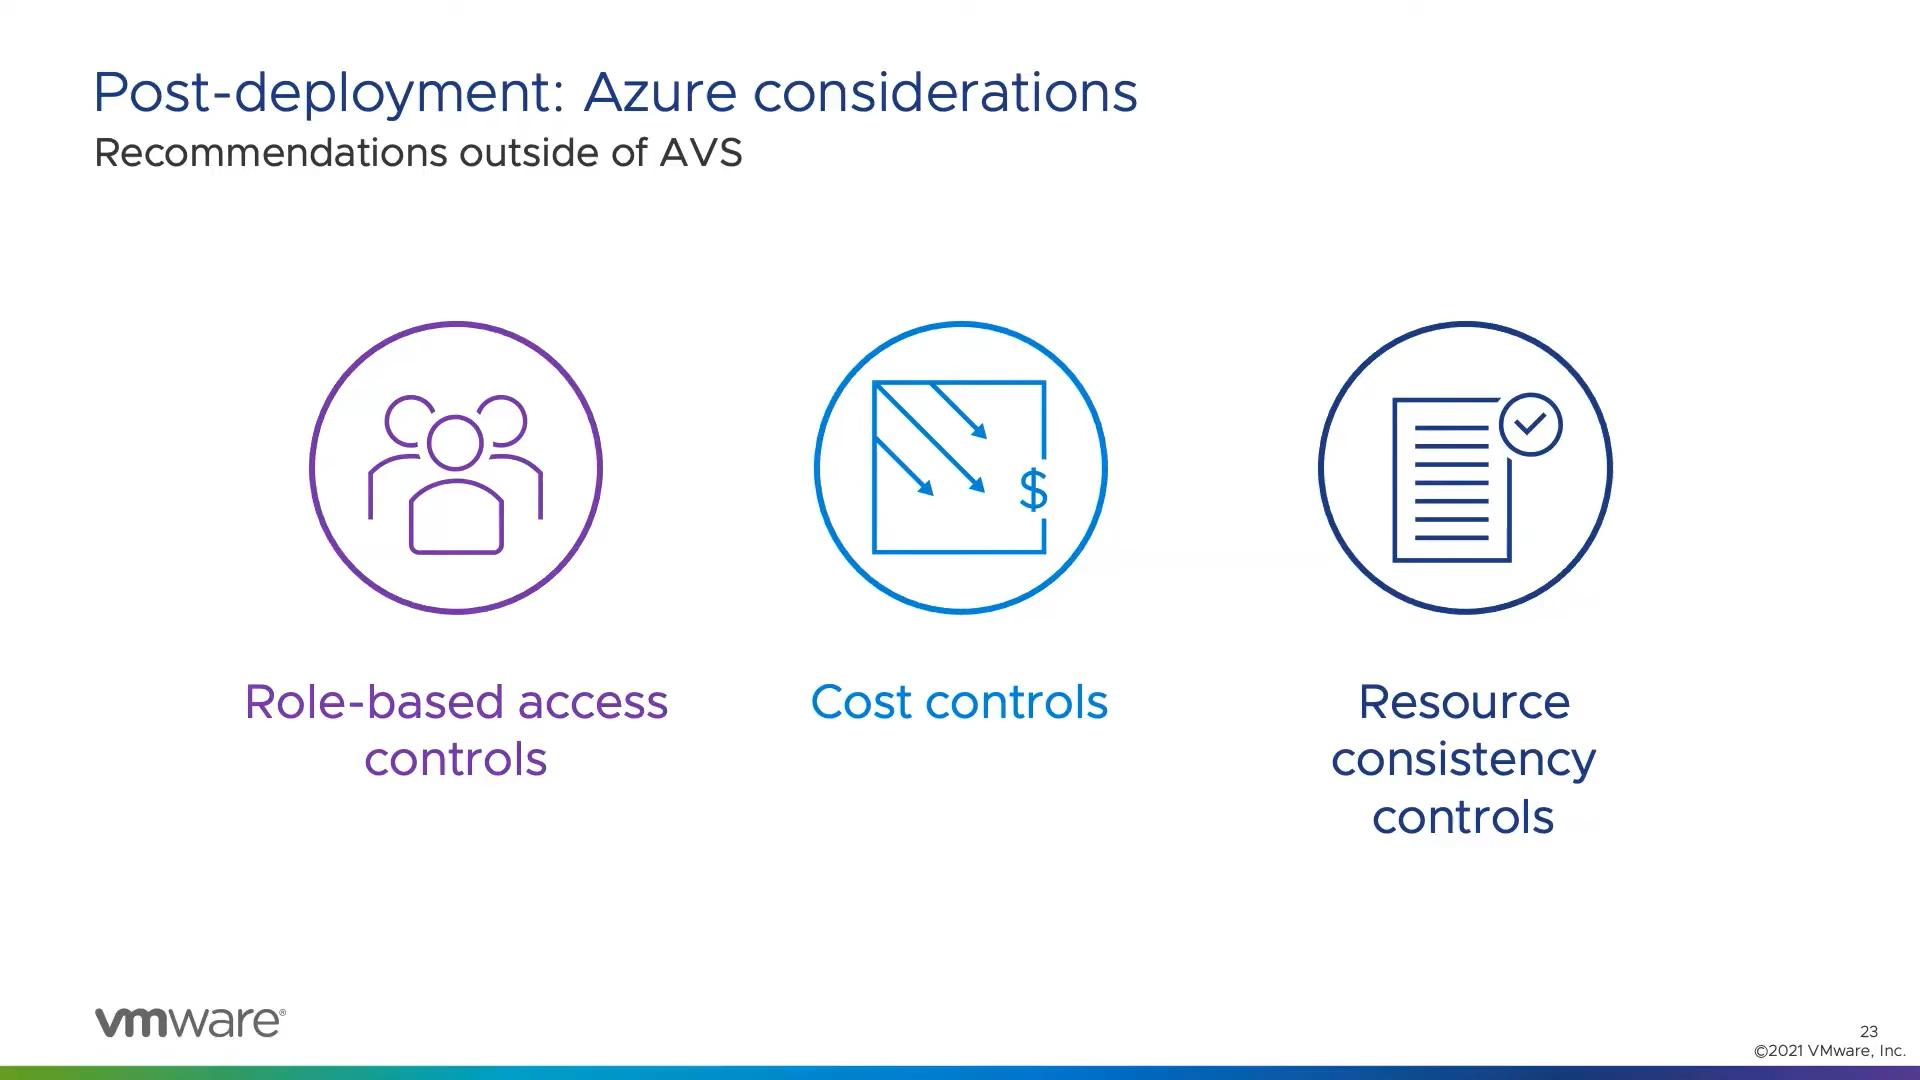 Post-deployment: Azure considerations
Recommendations outside of AVS
$
Role-based access
controls
Cost controls
Resource
consistency
controls
vmware®
23
©2021 VMware, Inc.